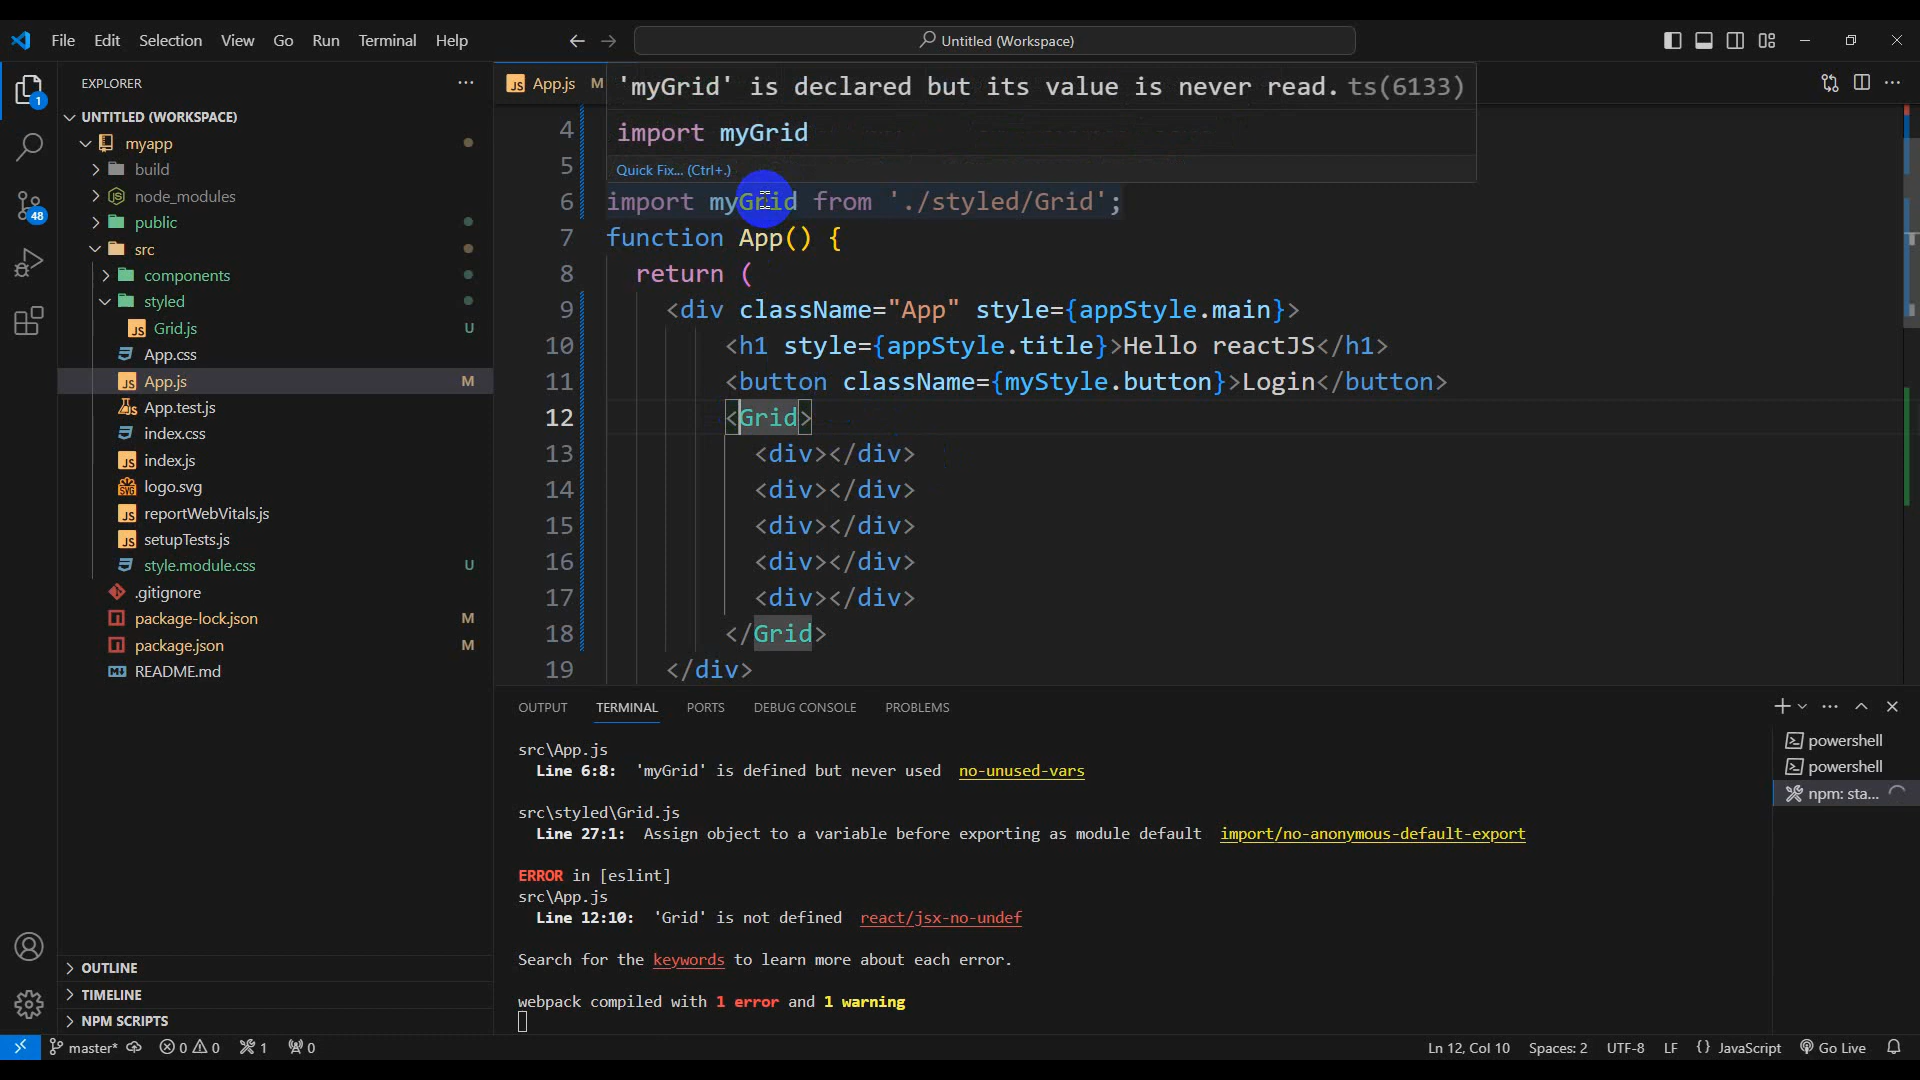 File Edit Selection View Go Run Terminal Help
Untitled (Workspace)
EXPLORER
UNTITLED (WORKSPACE)
myapp
build
node_modules
public
src
components
styled
Grid.js U
App.css
App.js M
App.test.js
index.css
index.js
logo.svg
reportWebVitals.js
setupTests.js
style.module.css U
.gitignore
package-lock.json M
package.json M
README.md
OUTLINE
TIMELINE
NPM SCRIPTS
1
48
JS App.js M
'myGrid' is declared but its value is never read. ts(6133)
import myGrid
Quick Fix... (Ctrl+.)
4
5
6 import myGrid from './styled/Grid';
7 function App() {
8 return (
9 <div className="App" style={appStyle.main}>
10 <h1 style={appStyle.title}>Hello reactJS</h1>
11 <button className={myStyle.button}>Login</button>
12 <Grid>
13 <div></div>
14 <div></div>
15 <div></div>
16 <div></div>
17 <div></div>
18 </Grid>
19 </div>
OUTPUT TERMINAL PORTS DEBUG CONSOLE PROBLEMS
src\App.js
Line 6:8: 'myGrid' is defined but never used no-unused-vars
src\styled\Grid.js
Line 27:1: Assign object to a variable before exporting as module default import/no-anonymous-default-export
ERROR in [eslint]
src\App.js
Line 12:10: 'Grid' is not defined react/jsx-no-undef
Search for the keywords to learn more about each error.
webpack compiled with 1 error and 1 warning
powershell
powershell
npm: sta...
master* 0 0 1 0
Ln 12, Col 10 Spaces: 2 UTF-8 LF {} JavaScript Go Live